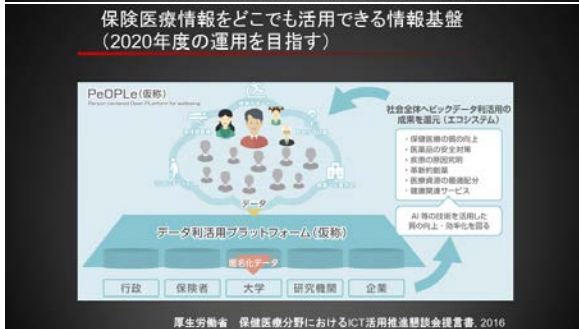 保険医療情報をどこでも活用できる情報基盤
（2020年度の運用を目指す）
PeOPLe(仮称)
Person centered Open PLatform for wellbeing
社会全体へビックデータ利活用の
成果を還元（エコシステム）
・保健医療の質の向上
・医薬品の安全対策
・疾患の原因究明
・革新的創薬
・医療資源の最適配分
・健康関連サービス
データ
AI 等の技術を活用した
質の向上・効率化を図る
データ利活用プラットフォーム（仮称）
匿名化データ
行政
保険者
大学
研究機関
企業
厚生労働省　保健医療分野におけるICT活用推進懇談会提言書, 2016